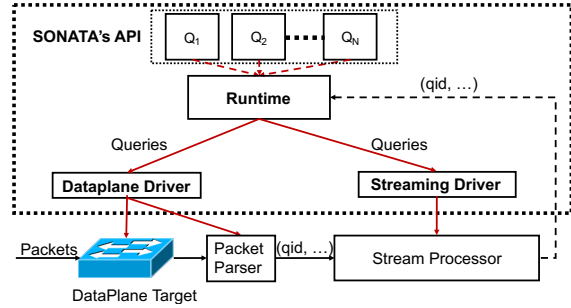 SONATA's API
Q1
Q2
QN
(qid, ...)
Runtime
Queries
Queries
Dataplane Driver
Streaming Driver
Packets
Packet
Parser
(qid, ...)
Stream Processor
DataPlane Target